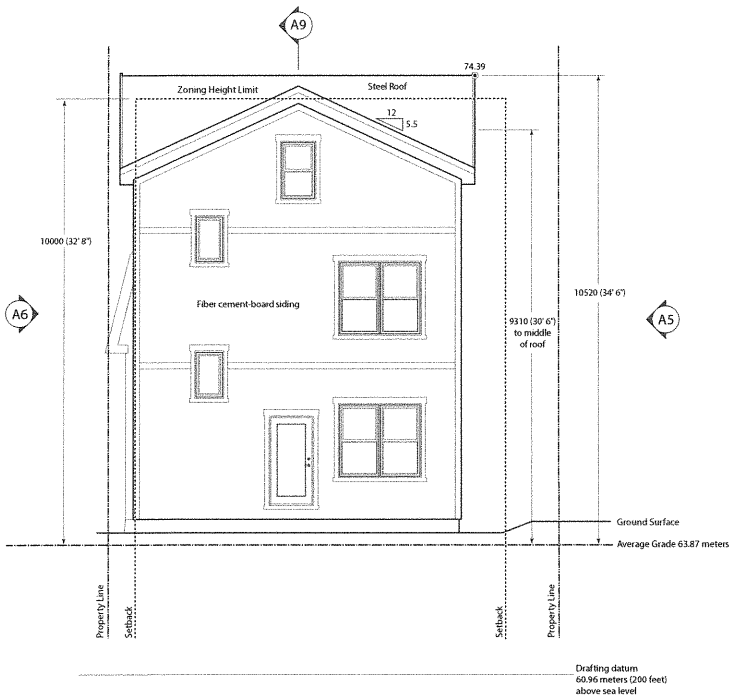 A9
74.39
Zoning Height Limit
Steel Roof
12
5.5
10000 (32' 8")
10520 (34' 6")
A6
Fiber cement-board siding
A5
9310 (30' 6")
to middle
of roof
Ground Surface
Average Grade 63.87 meters
Property Line
Setback
Setback
Property Line
Drafting datum
60.96 meters (200 feet)
above sea level